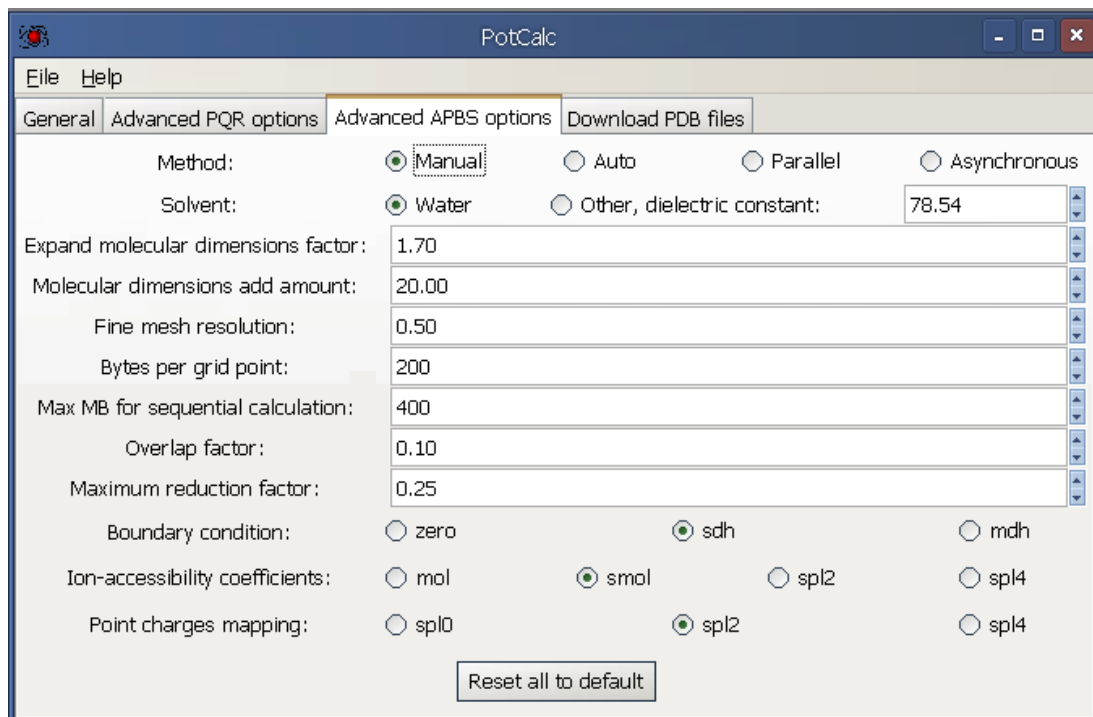 PotCalc
File Help
General Advanced PQR options Advanced APBS options Download PDB files
Method: Manual Auto Parallel Asynchronous
Solvent: Water Other, dielectric constant: 78.54
Expand molecular dimensions factor: 1.70
Molecular dimensions add amount: 20.00
Fine mesh resolution: 0.50
Bytes per grid point: 200
Max MB for sequential calculation: 400
Overlap factor: 0.10
Maximum reduction factor: 0.25
Boundary condition: zero sdh mdh
Ion-accessibility coefficients: mol smol spl2 spl4
Point charges mapping: spl0 spl2 spl4
Reset all to default